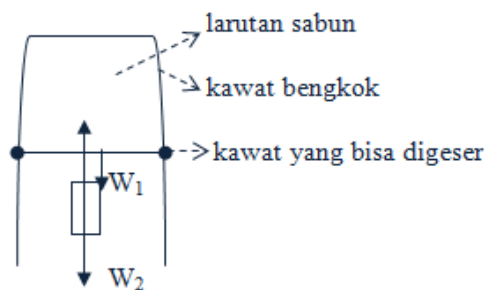 larutan sabun
kawat bengkok
kawat yang bisa digeser
W₁
W₂